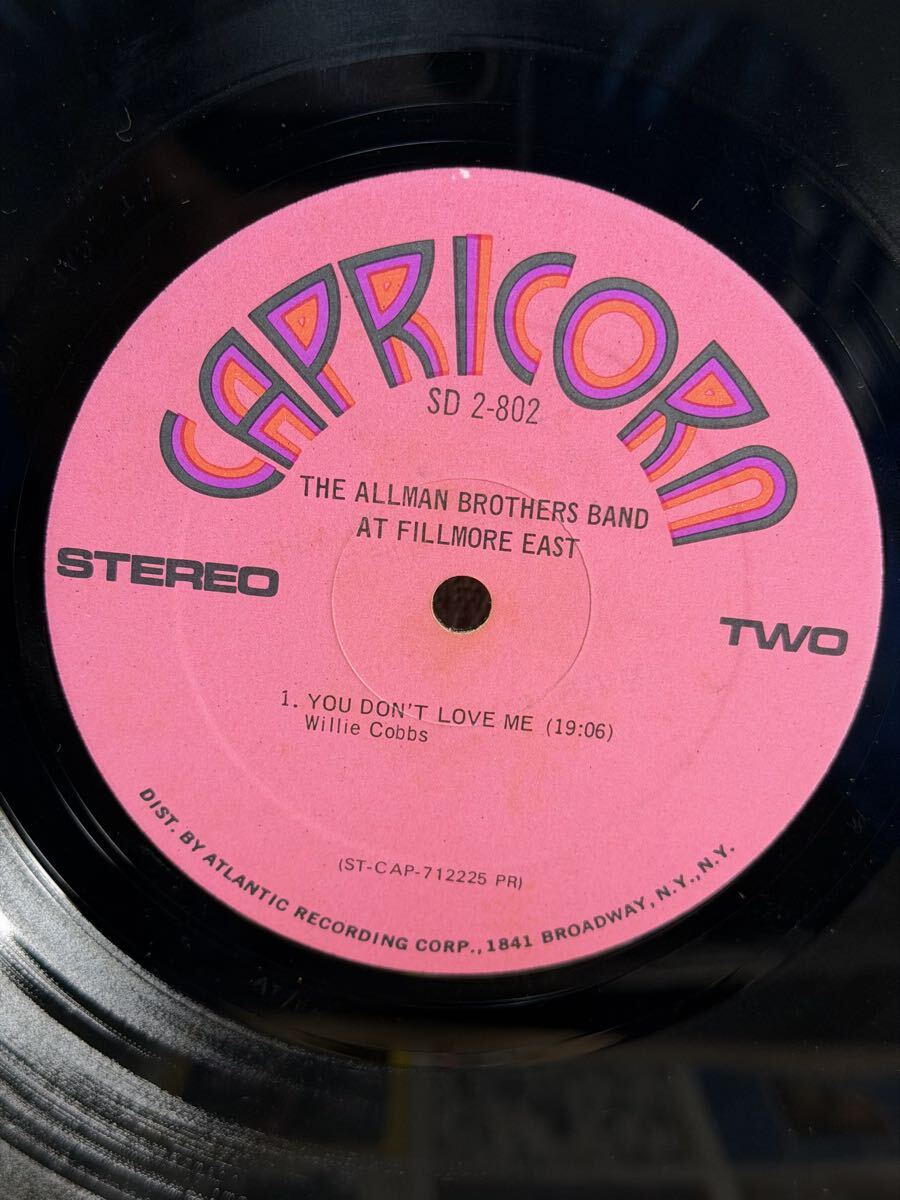 CAPRICORN
SD 2-802
THE ALLMAN BROTHERS BAND
AT FILLMORE EAST
STEREO
TWO
1. YOU DON'T LOVE ME (19:06)
Willie Cobbs
(ST-CAP-712225 PR)
DIST. BY ATLANTIC RECORDING CORP., 1841 BROADWAY, N.Y., N.Y.